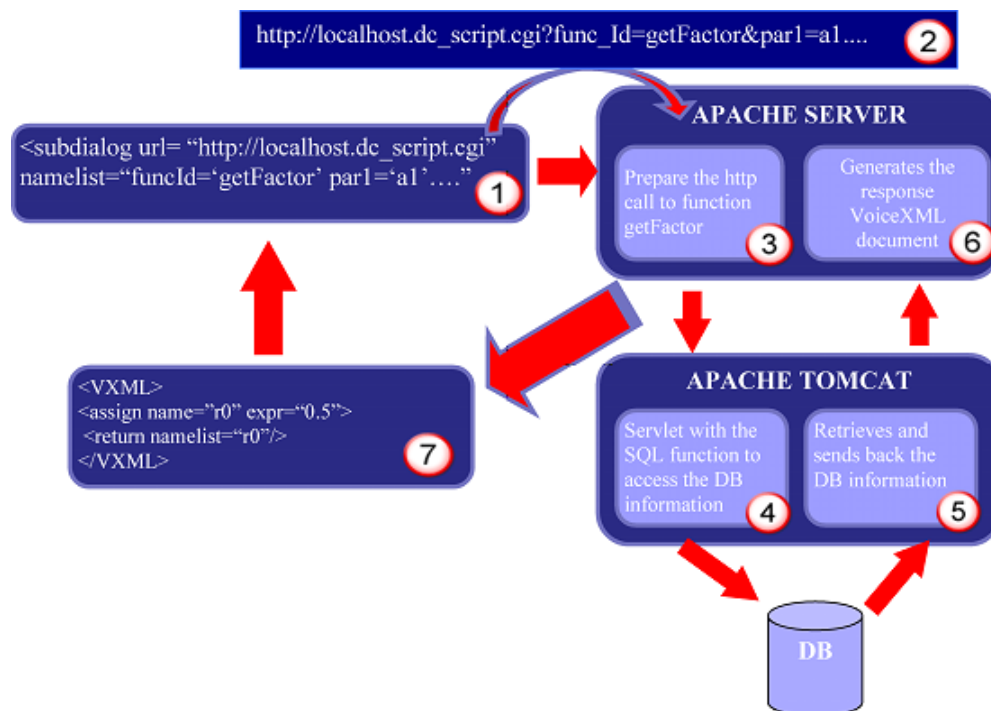 http://localhost.dc_script.cgi?func_Id=getFactor&par1=a1....
2
<subdialog url= “http://localhost.dc_script.cgi”
namelist=“funcId=‘getFactor’ par1=‘a1’….”
1
APACHE SERVER
Prepare the http
call to function
getFactor
3
Generates the
response
VoiceXML
document
6
APACHE TOMCAT
Servlet with the
SQL function to
access the DB
information
4
Retrieves and
sends back the
DB information
5
<VXML>
<assign name=”r0” expr=“0.5”>
<return namelist=“r0”/>
</VXML>
7
DB